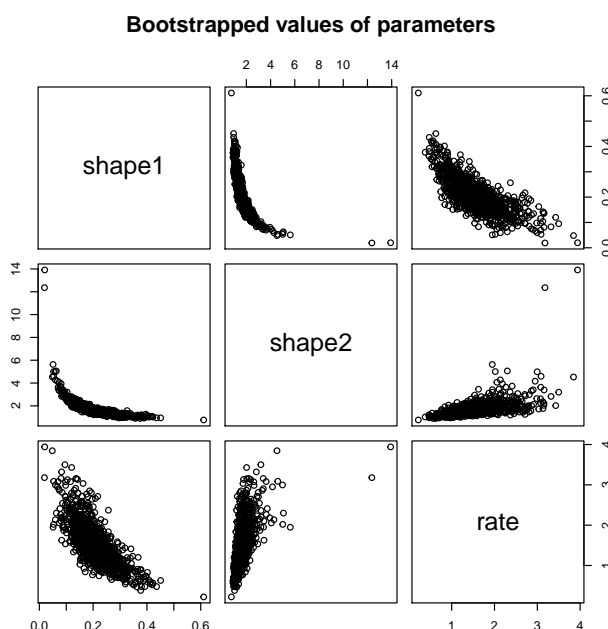 Bootstrapped values of parameters
2 4 6 8 10 14
shape1
0.0 0.2 0.4 0.6
2 4 6 8 14
shape2
1 2 3 4
rate
0.0 0.2 0.4 0.6
1 2 3 4